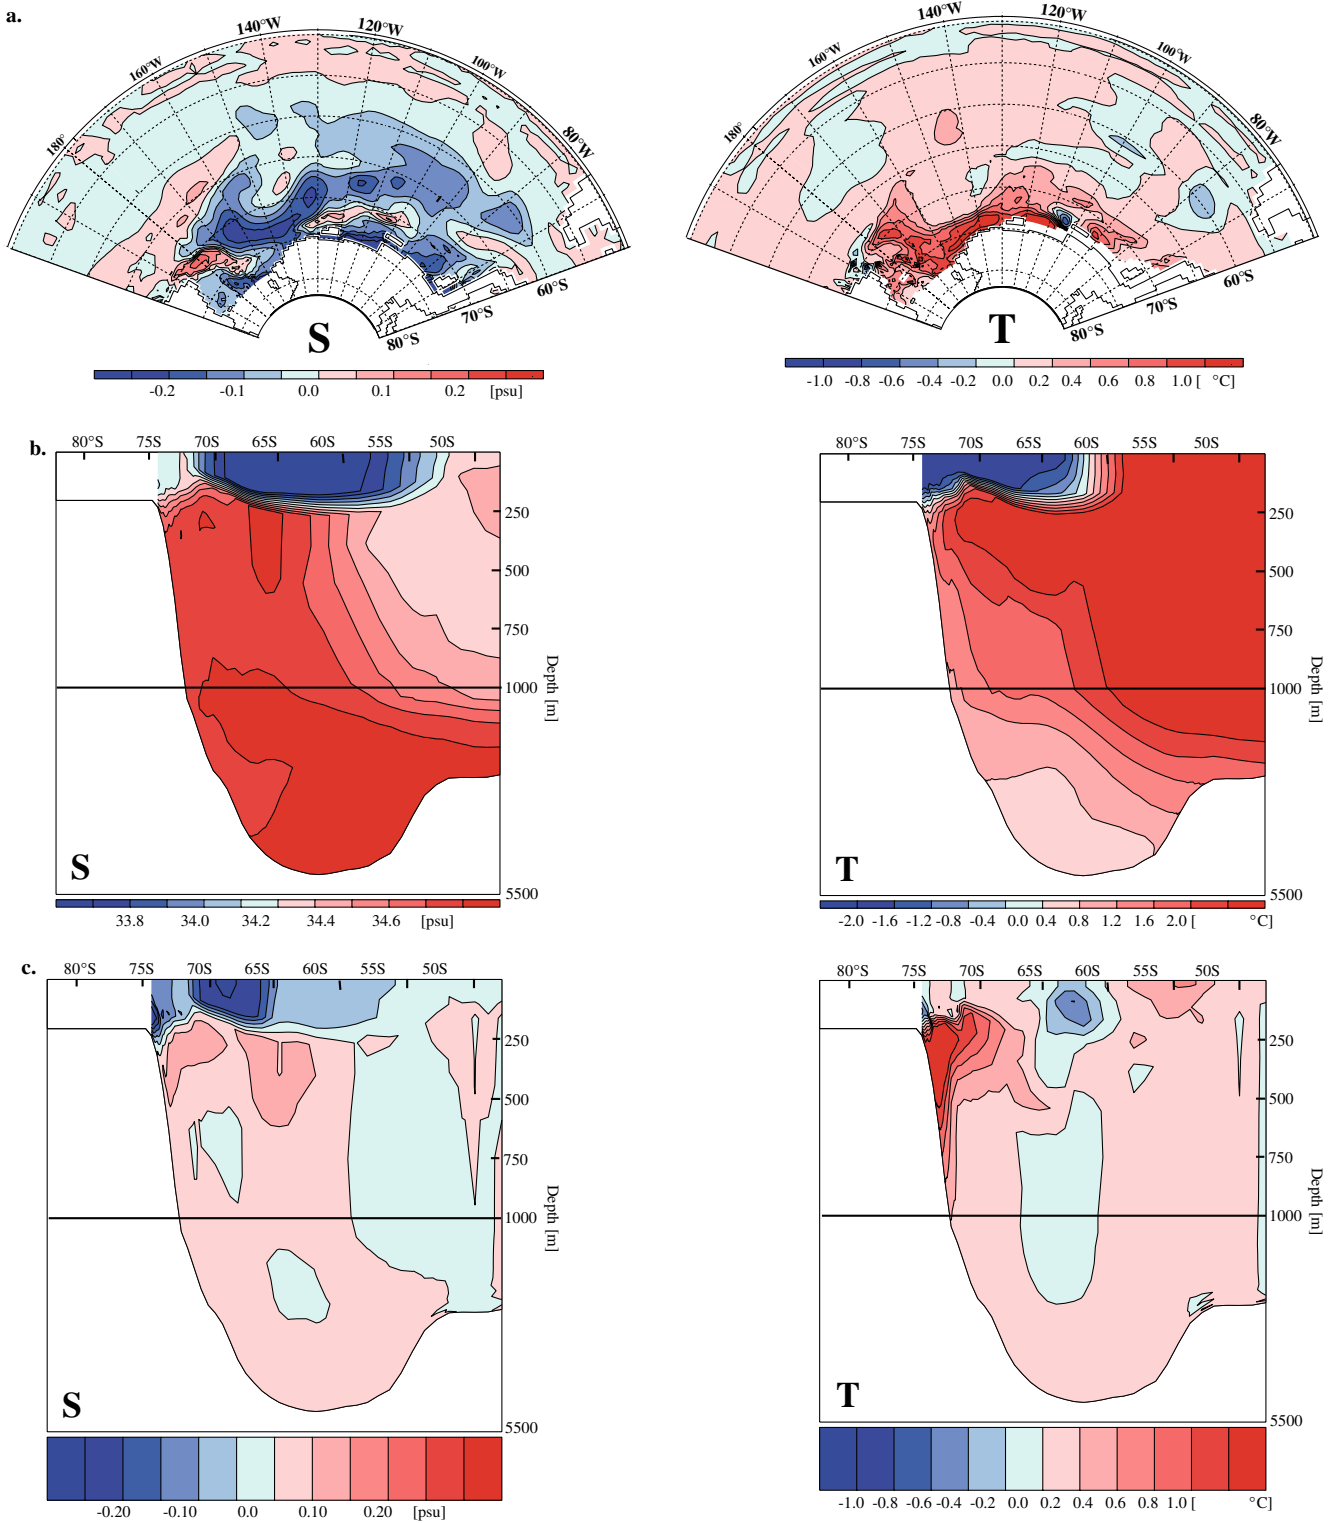 a.
180° 160°W 140°W 120°W 100°W 80°W
60°S
70°S
80°S
S
-0.2 -0.1 0.0 0.1 0.2 [psu]
180° 160°W 140°W 120°W 100°W 80°W
60°S
70°S
80°S
T
-1.0 -0.8 -0.6 -0.4 -0.2 0.0 0.2 0.4 0.6 0.8 1.0 [ °C]
b.
80°S 75S 70S 65S 60S 55S 50S
250
500
750
1000
Depth [m]
5500
S
33.8 34.0 34.2 34.4 34.6 [psu]
80°S 75S 70S 65S 60S 55S 50S
250
500
750
1000
Depth [m]
5500
T
-2.0 -1.6 -1.2 -0.8 -0.4 0.0 0.4 0.8 1.2 1.6 2.0 [ °C]
c.
80°S 75S 70S 65S 60S 55S 50S
250
500
750
1000
Depth [m]
5500
S
-0.20 -0.10 0.0 0.10 0.20 [psu]
80°S 75S 70S 65S 60S 55S 50S
250
500
750
1000
Depth [m]
5500
T
-1.0 -0.8 -0.6 -0.4 -0.2 0.0 0.2 0.4 0.6 0.8 1.0 [ °C]